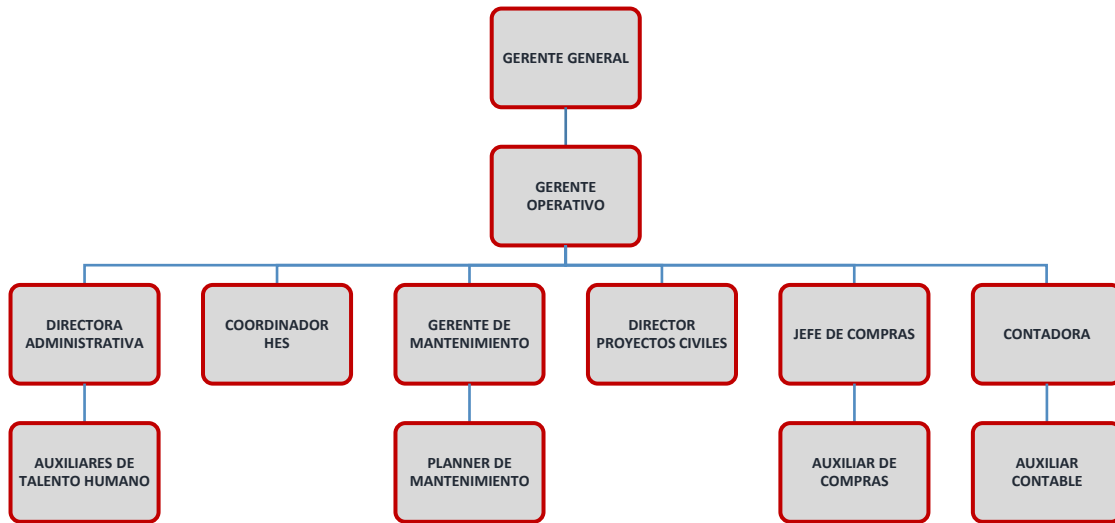 GERENTE GENERAL
GERENTE
OPERATIVO
DIRECTORA
ADMINISTRATIVA
COORDINADOR
HES
GERENTE DE
MANTENIMIENTO
DIRECTOR
PROYECTOS CIVILES
JEFE DE COMPRAS
CONTADORA
AUXILIARES DE
TALENTO HUMANO
PLANNER DE
MANTENIMIENTO
AUXILIAR DE
COMPRAS
AUXILIAR
CONTABLE